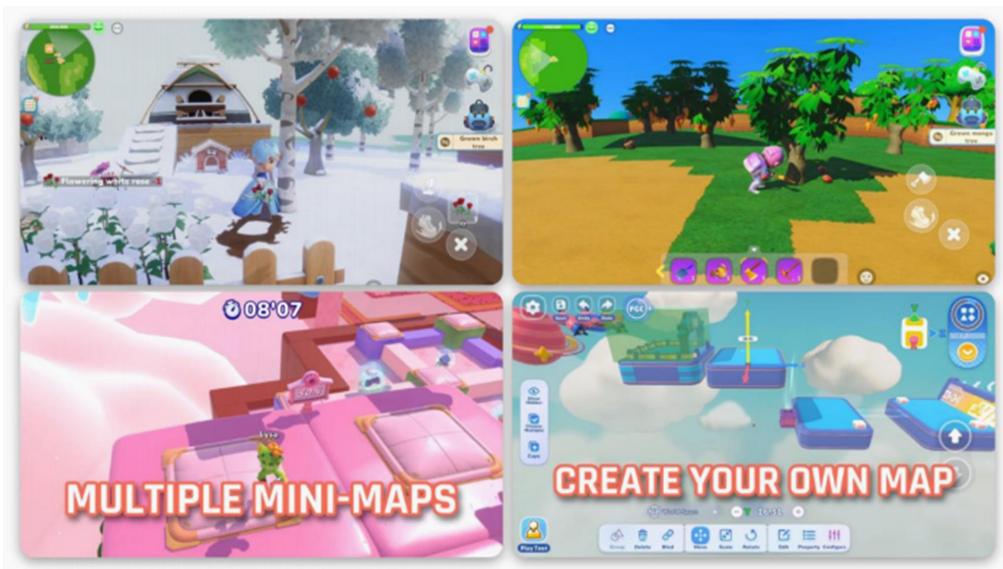 Grown birch
tree
Flowering white rose
Grown mango
tree
08'07
Lysa
MULTIPLE MINI-MAPS
PGC
CREATE YOUR OWN MAP
Play Test
Group
Delete
Bind
Move
Scale
Rotate
Edit
Property
Configure